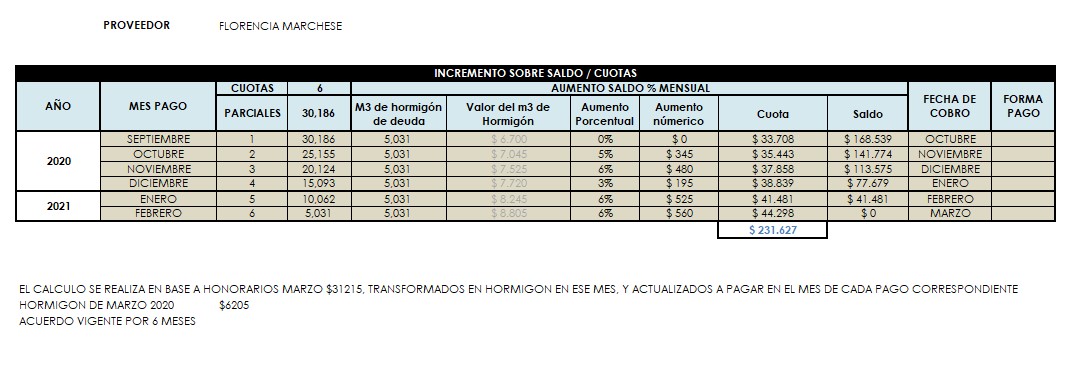 PROVEEDOR FLORENCIA MARCHESE
INCREMENTO SOBRE SALDO / CUOTAS
AÑO MES PAGO CUOTAS 6 AUMENTO SALDO % MENSUAL FECHA DE COBRO FORMA PAGO
PARCIALES 30,186 M3 de hormigón de deuda Valor del m3 de Hormigón Aumento Porcentual Aumento númerico Cuota Saldo
2020 SEPTIEMBRE 1 30,186 5,031 $ 6.700 0% $ 0 $ 33.708 $ 168.539 OCTUBRE
OCTUBRE 2 25,155 5,031 $ 7.045 5% $ 345 $ 35.443 $ 141.774 NOVIEMBRE
NOVIEMBRE 3 20,124 5,031 $ 7.525 6% $ 480 $ 37.858 $ 113.575 DICIEMBRE
DICIEMBRE 4 15,093 5,031 $ 7.720 3% $ 195 $ 38.839 $ 77.679 ENERO
2021 ENERO 5 10,062 5,031 $ 8.245 6% $ 525 $ 41.481 $ 41.481 FEBRERO
FEBRERO 6 5,031 5,031 $ 8.805 6% $ 560 $ 44.298 $ 0 MARZO
$ 231.627
EL CALCULO SE REALIZA EN BASE A HONORARIOS MARZO $31215, TRANSFORMADOS EN HORMIGON EN ESE MES, Y ACTUALIZADOS A PAGAR EN EL MES DE CADA PAGO CORRESPONDIENTE
HORMIGON DE MARZO 2020 $6205
ACUERDO VIGENTE POR 6 MESES